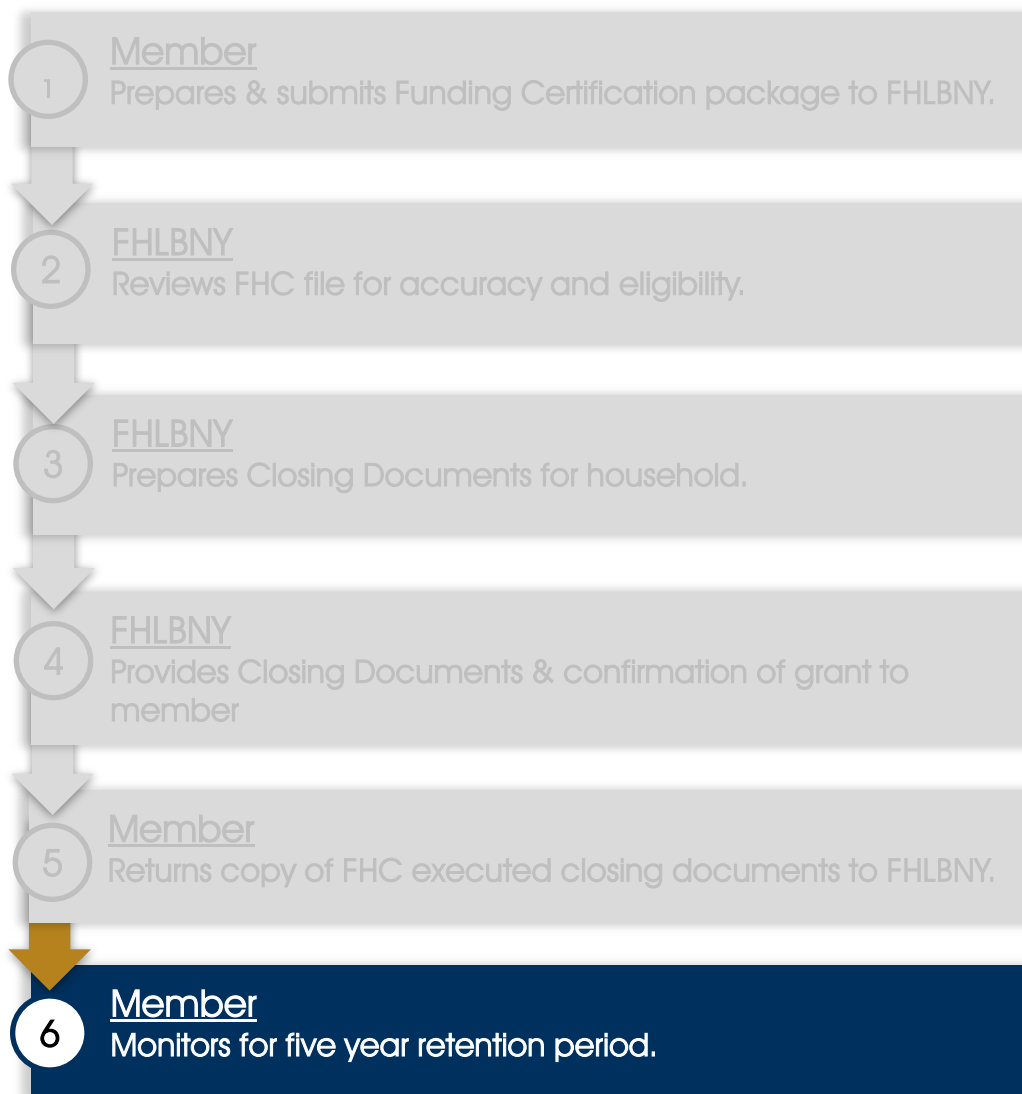 1
Member
Prepares & submits Funding Certification package to FHLBNY.
2
FHLBNY
Reviews FHC file for accuracy and eligibility.
3
FHLBNY
Prepares Closing Documents for household.
4
FHLBNY
Provides Closing Documents & confirmation of grant to
member
5
Member
Returns copy of FHC executed closing documents to FHLBNY.
6
Member
Monitors for five year retention period.